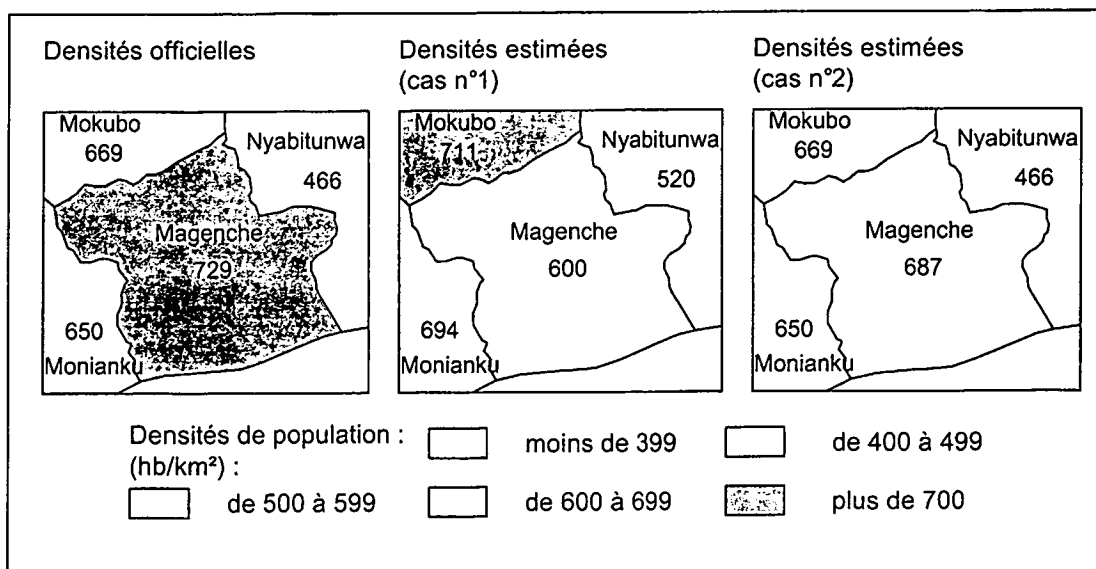 Densités officielles
Mokubo
669
Nyabitunwa
466
Magenche
729
650
Monianku
Densités estimées
(cas n°1)
Mokubo
711
Nyabitunwa
520
Magenche
600
694
Monianku
Densités estimées
(cas n°2)
Mokubo
669
Nyabitunwa
466
Magenche
687
650
Monianku
Densités de population :
(hb/km²) :
moins de 399
de 400 à 499
de 500 à 599
de 600 à 699
plus de 700